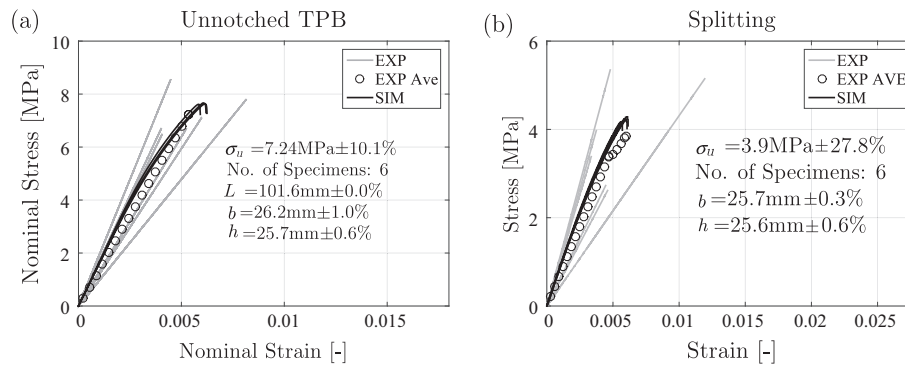 (a)
Unnotched TPB
10
8
6
4
2
0
Nominal Stress [MPa]
EXP
EXP Ave
SIM
σu =7.24MPa±10.1%
No. of Specimens: 6
L =101.6mm±0.0%
b =26.2mm±1.0%
h =25.7mm±0.6%
0 0.005 0.01 0.015
Nominal Strain [-]
(b)
Splitting
6
4
2
0
Stress [MPa]
EXP
EXP AVE
SIM
σu =3.9MPa±27.8%
No. of Specimens: 6
b =25.7mm±0.3%
h =25.6mm±0.6%
0 0.005 0.01 0.015 0.02 0.025
Strain [-]